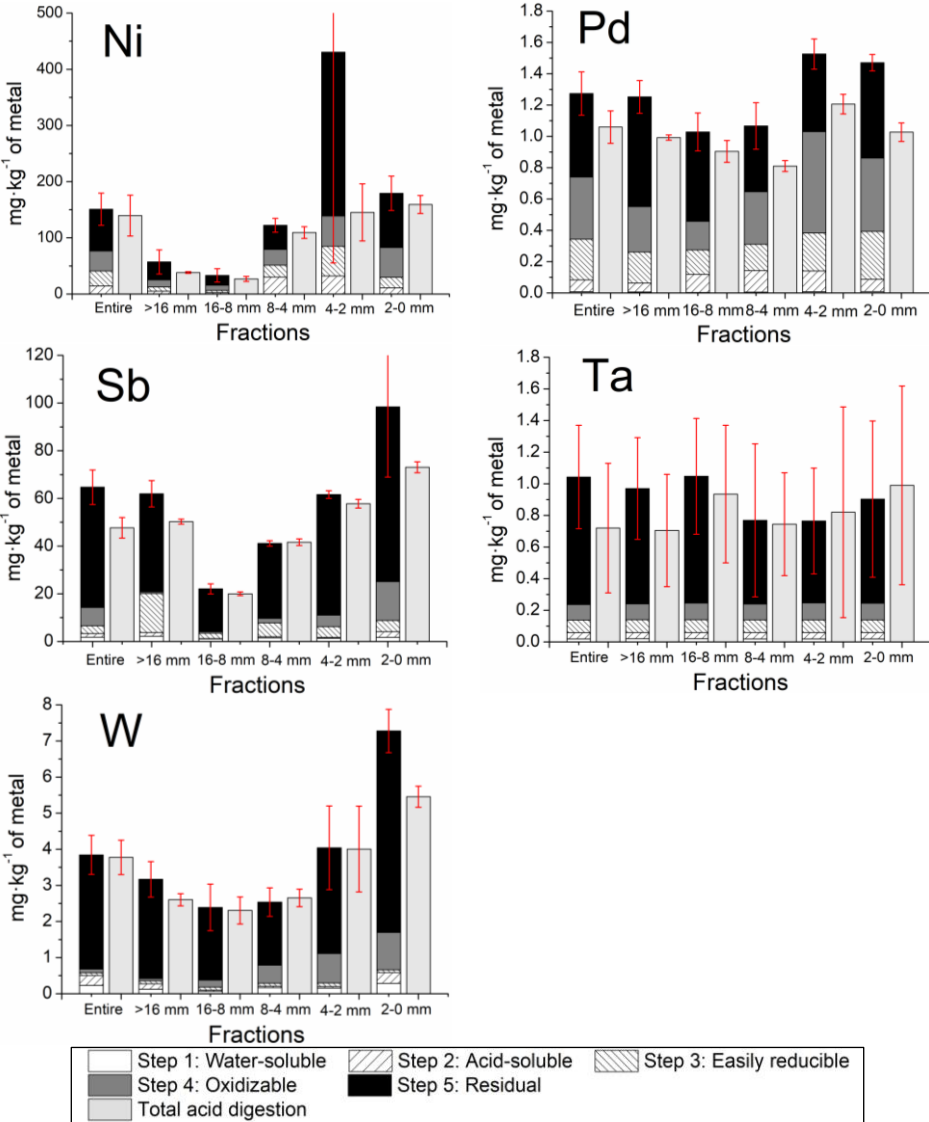 Ni
mg·kg⁻¹ of metal
500
400
300
200
100
0
Entire >16 mm 16-8 mm 8-4 mm 4-2 mm 2-0 mm
Fractions
Pd
mg·kg⁻¹ of metal
1.8
1.6
1.4
1.2
1.0
0.8
0.6
0.4
0.2
0.0
Entire >16 mm 16-8 mm 8-4 mm 4-2 mm 2-0 mm
Fractions
Sb
mg·kg⁻¹ of metal
120
100
80
60
40
20
0
Entire >16 mm 16-8 mm 8-4 mm 4-2 mm 2-0 mm
Fractions
Ta
mg·kg⁻¹ of metal
1.8
1.6
1.4
1.2
1.0
0.8
0.6
0.4
0.2
0.0
Entire >16 mm 16-8 mm 8-4 mm 4-2 mm 2-0 mm
Fractions
W
mg·kg⁻¹ of metal
8
7
6
5
4
3
2
1
0
Entire >16 mm 16-8 mm 8-4 mm 4-2 mm 2-0 mm
Fractions
Step 1: Water-soluble Step 2: Acid-soluble Step 3: Easily reducible
Step 4: Oxidizable Step 5: Residual
Total acid digestion